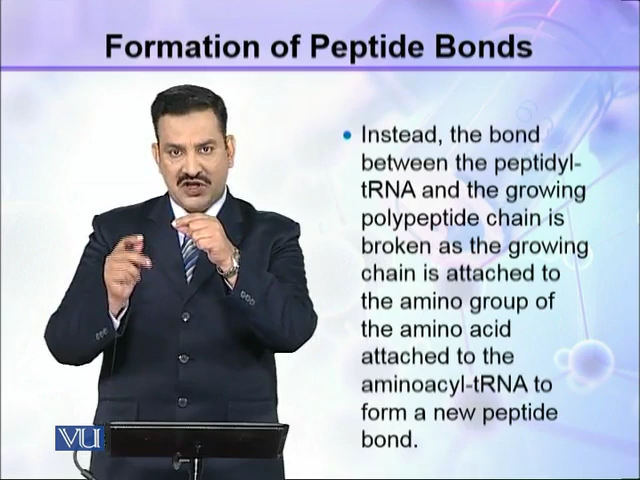 Formation of Peptide Bonds
Instead, the bond
between the peptidyl-
tRNA and the growing
polypeptide chain is
broken as the growing
chain is attached to
the amino group of
the amino acid
attached to the
aminoacyl-tRNA to
form a new peptide
bond.
VU